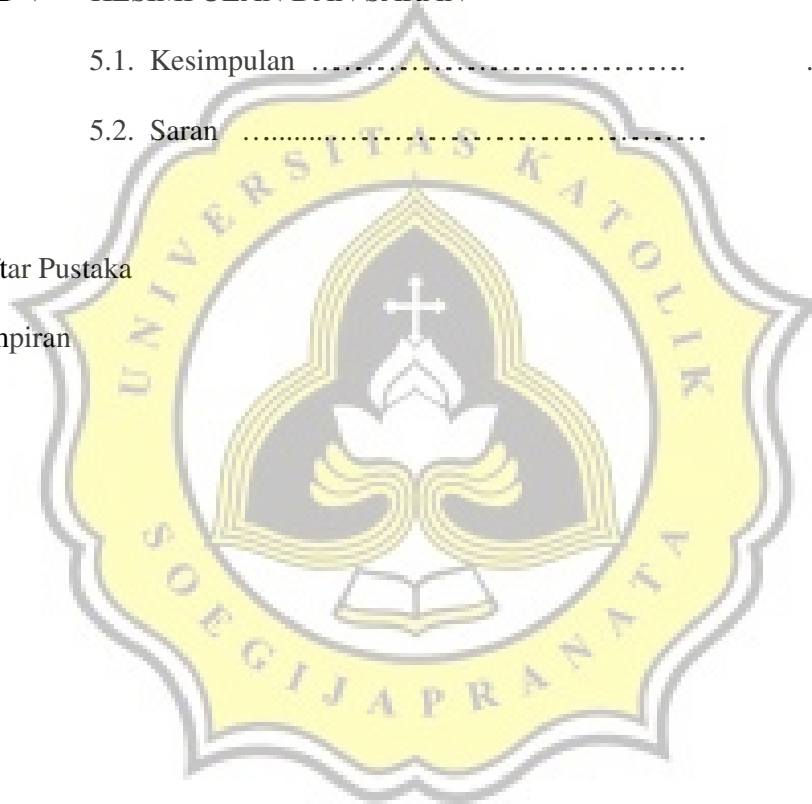 5.1. Kesimpulan ……………………………………. .
5.2. Saran …......………………………………………
tar Pustaka
npiran
UNIVERSITAS KATOLIK
SOEGIJAPRANATA